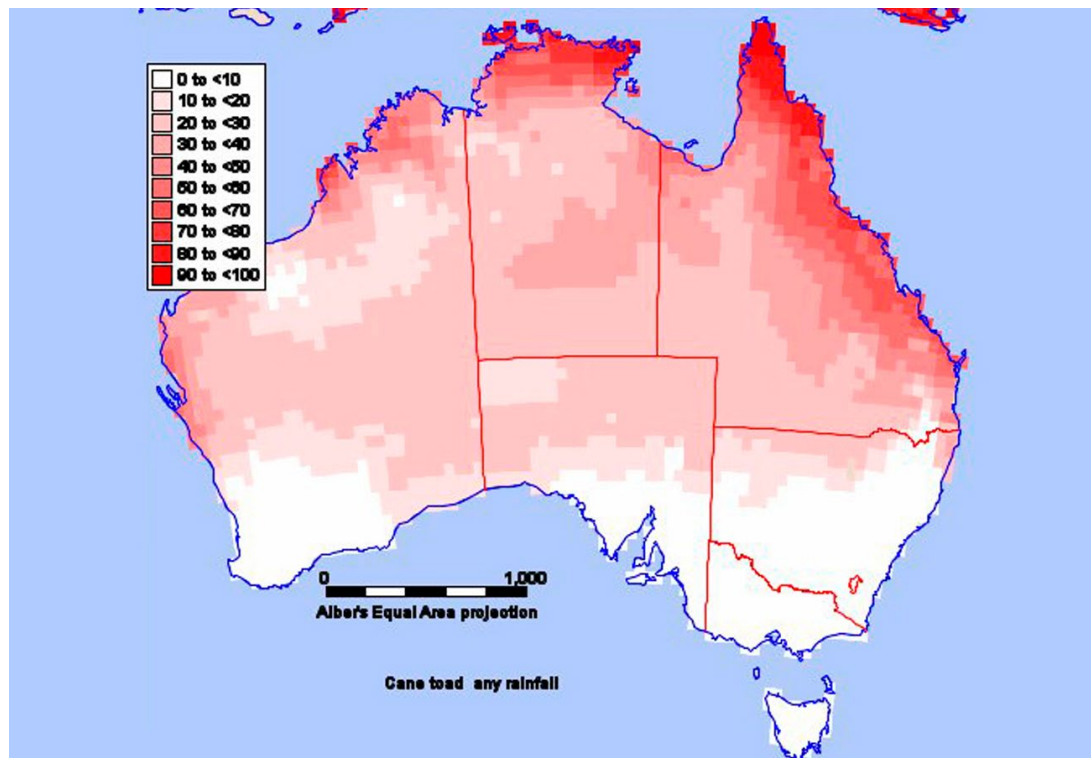 0 to <10
10 to <20
20 to <30
30 to <40
40 to <50
50 to <60
60 to <70
70 to <80
80 to <90
90 to <100
0 1,000
Alber's Equal Area projection
Cane toad any rainfall